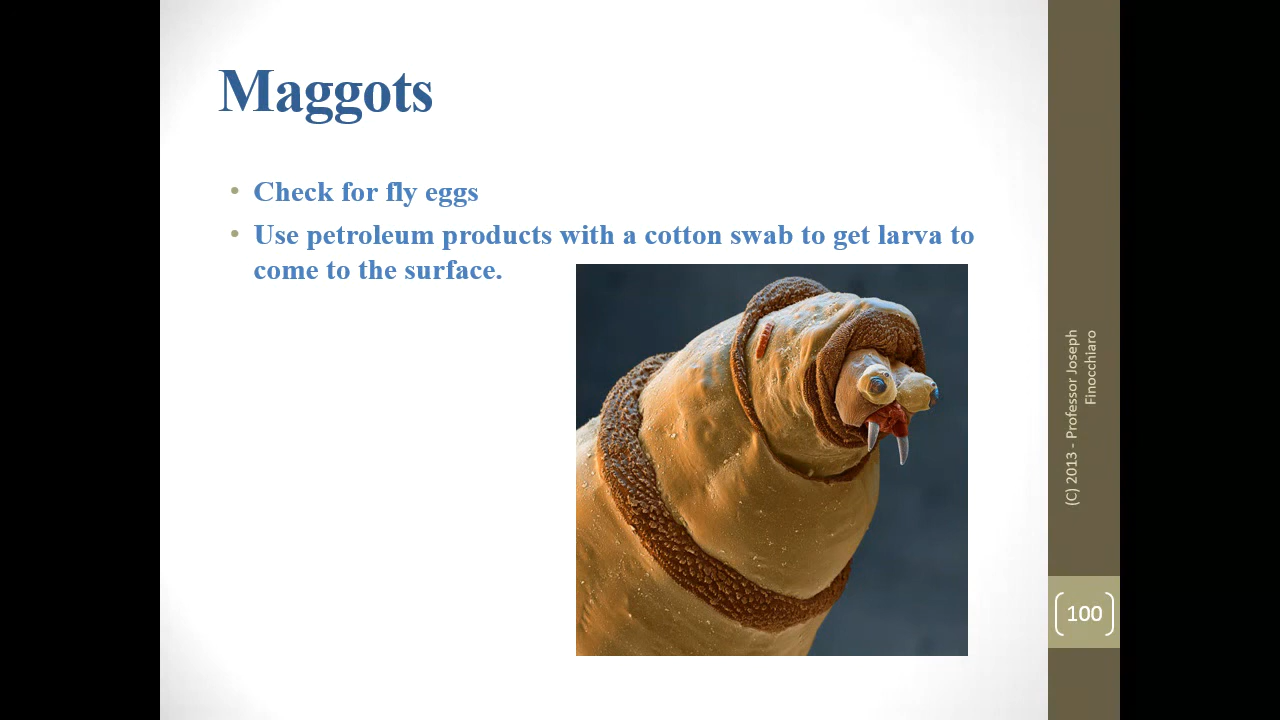 Maggots
• Check for fly eggs
• Use petroleum products with a cotton swab to get larva to
come to the surface.
(C) 2013 - Professor Joseph
Finocchiaro
100